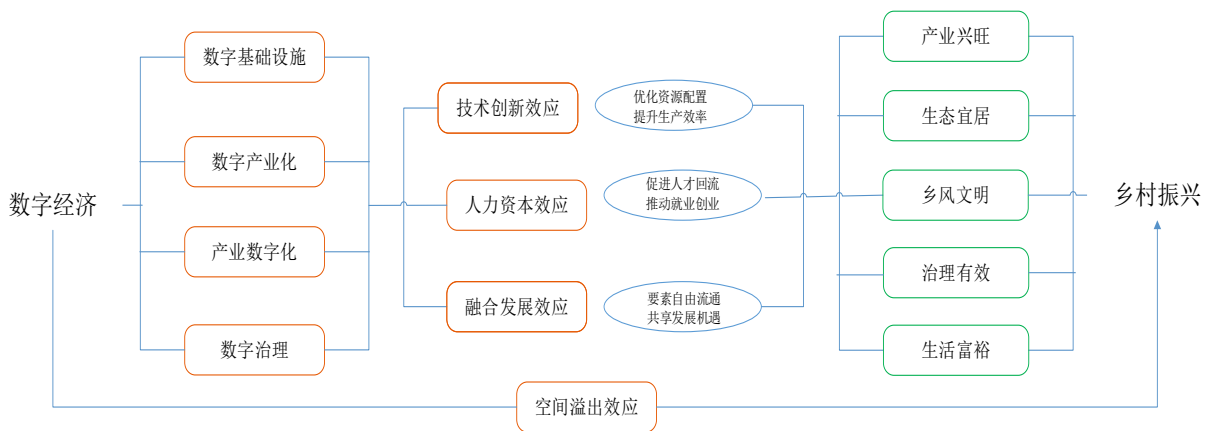 数字经济
数字基础设施
数字产业化
产业数字化
数字治理
技术创新效应
人力资本效应
融合发展效应
优化资源配置
提升生产效率
促进人才回流
推动就业创业
要素自由流通
共享发展机遇
产业兴旺
生态宜居
乡风文明
治理有效
生活富裕
乡村振兴
空间溢出效应